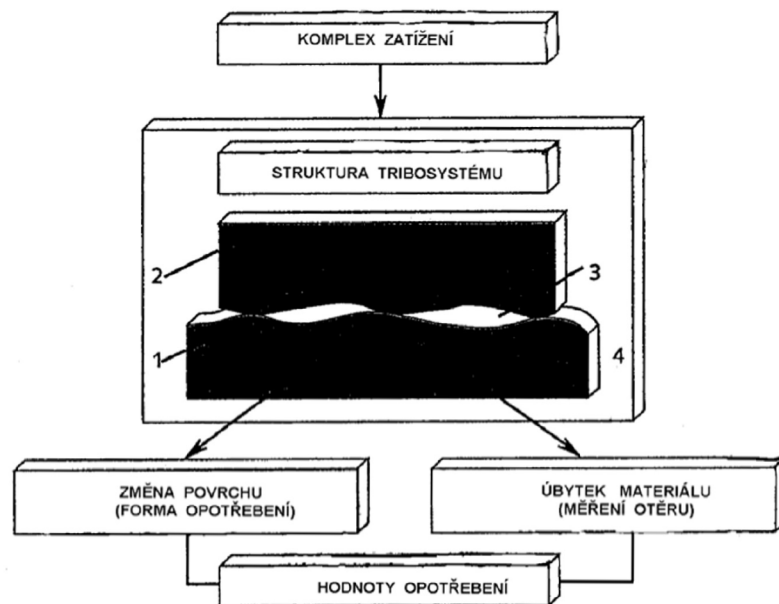 KOMPLEX ZATÍŽENÍ
STRUKTURA TRIBOSYSTÉMU
2
3
1
4
ZMĚNA POVRCHU
(FORMA OPOTŘEBENÍ)
ÚBYTEK MATERIÁLU
(MĚŘENÍ OTĚRU)
HODNOTY OPOTŘEBENÍ